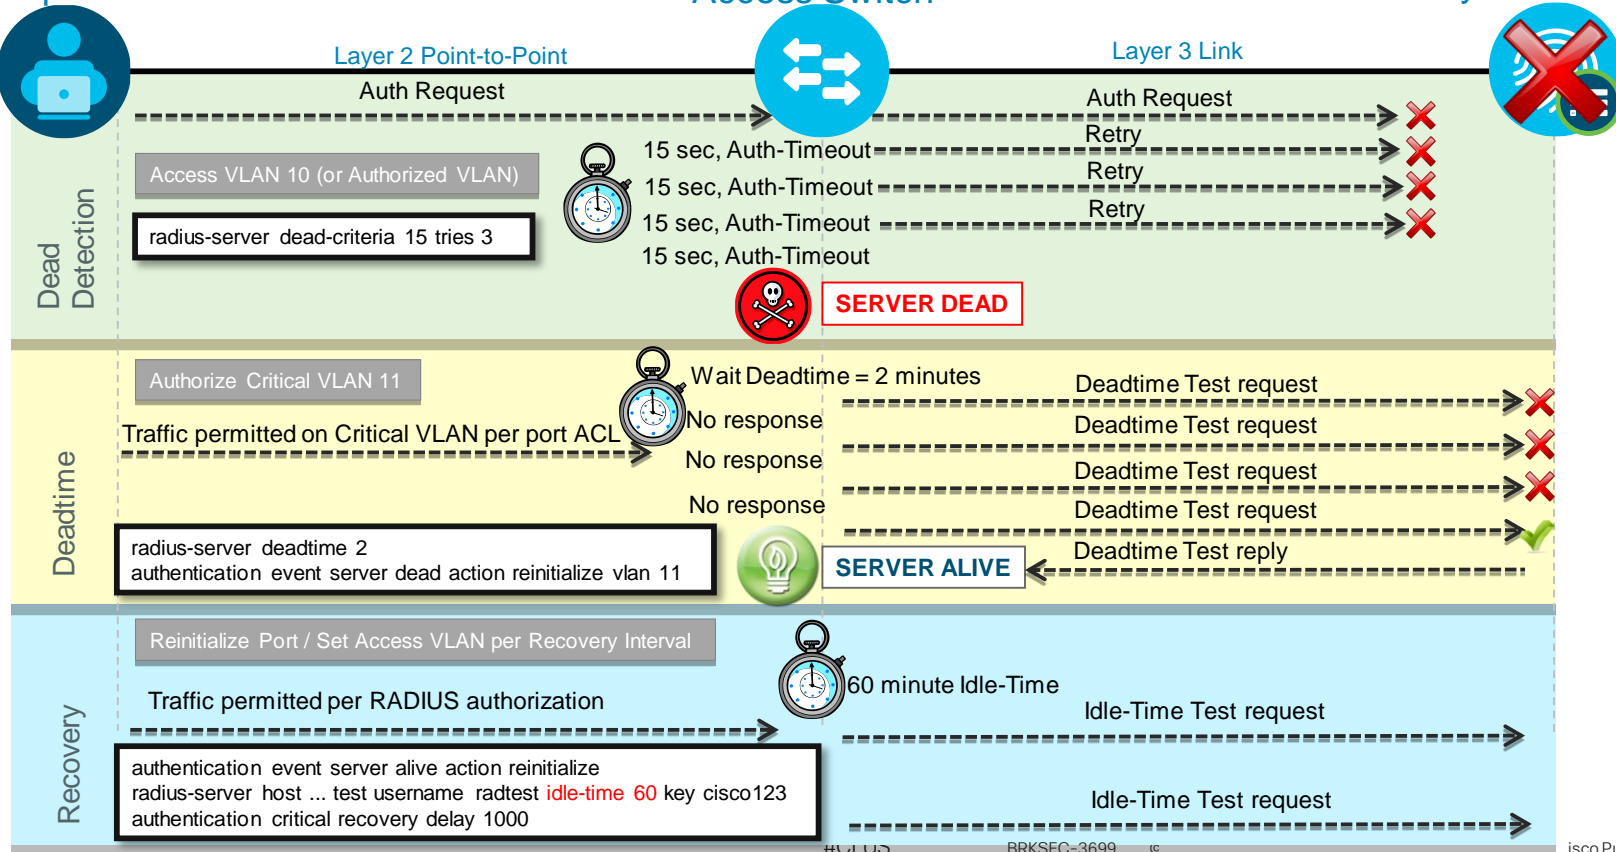 Access Switch
Layer 2 Point-to-Point
Layer 3 Link
Auth Request
Auth Request
Retry
15 sec, Auth-Timeout
Retry
Access VLAN 10 (or Authorized VLAN)
15 sec, Auth-Timeout
Retry
15 sec, Auth-Timeout
radius-server dead-criteria 15 tries 3
15 sec, Auth-Timeout
Dead
Detection
SERVER DEAD
Authorize Critical VLAN 11
Wait Deadtime = 2 minutes
Deadtime Test request
No response
Deadtime Test request
Traffic permitted on Critical VLAN per port ACL
No response
Deadtime Test request
No response
Deadtime Test request
Deadtime
radius-server deadtime 2
authentication event server dead action reinitialize vlan 11
SERVER ALIVE
Deadtime Test reply
Reinitialize Port / Set Access VLAN per Recovery Interval
60 minute Idle-Time
Traffic permitted per RADIUS authorization
Idle-Time Test request
Recovery
authentication event server alive action reinitialize
radius-server host ... test username radtest idle-time 60 key cisco123
authentication critical recovery delay 1000
Idle-Time Test request
#CLUS
BRKSEC-3699